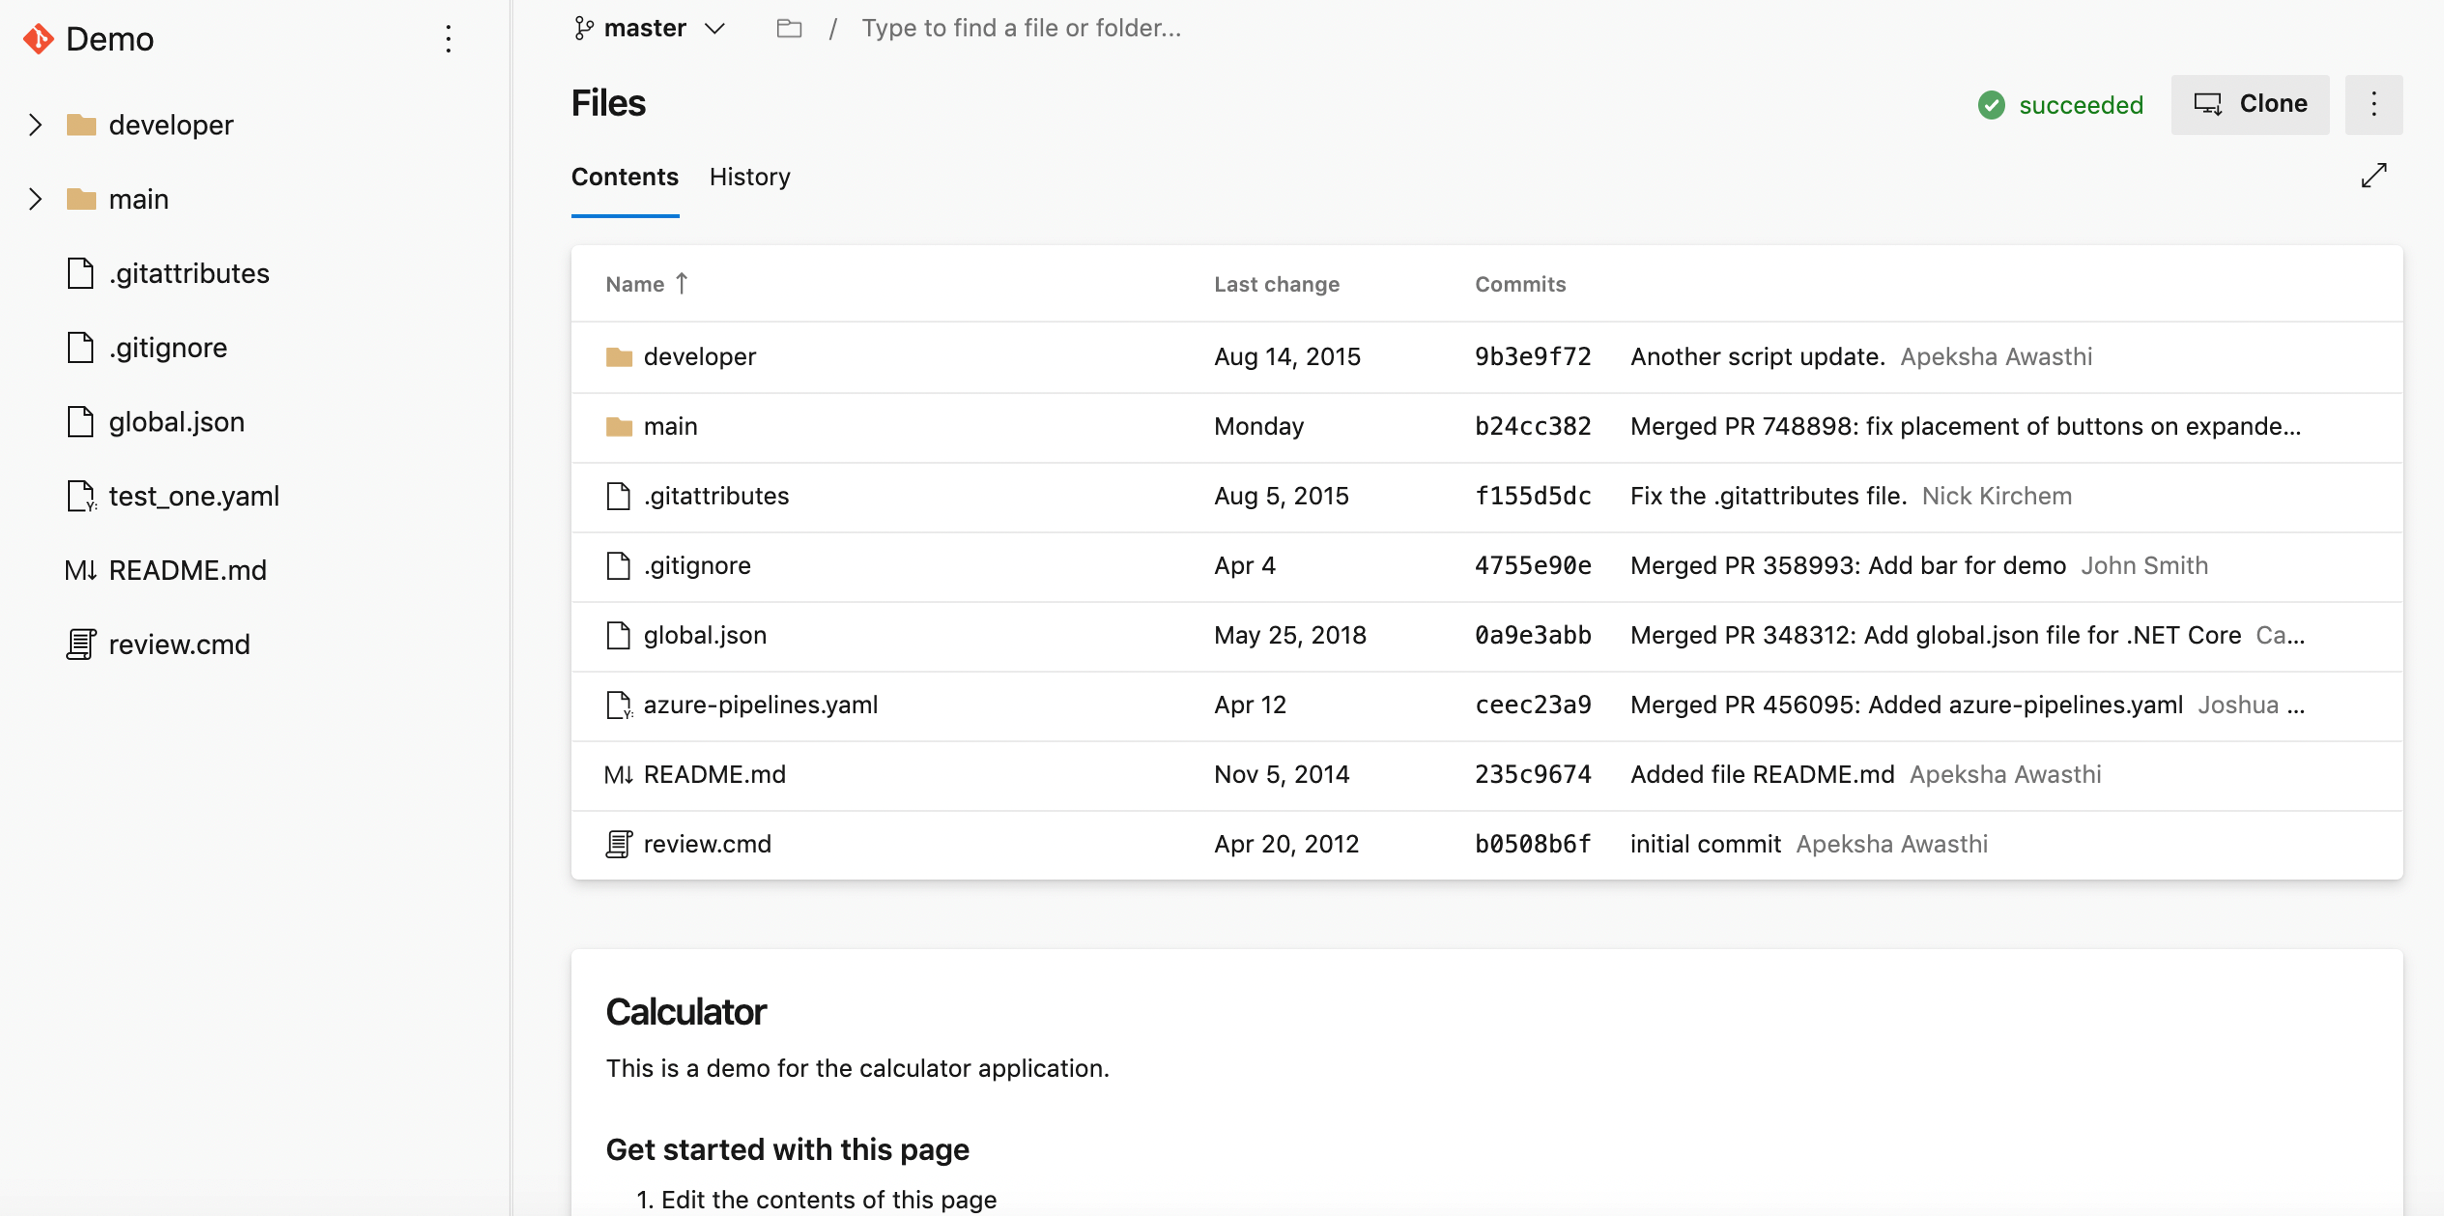 Demo
developer
main
.gitattributes
.gitignore
global.json
test_one.yaml
README.md
review.cmd
master / Type to find a file or folder...
Files
succeeded Clone
Contents History
Name ↑ Last change Commits
developer Aug 14, 2015 9b3e9f72 Another script update. Apeksha Awasthi
main Monday b24cc382 Merged PR 748898: fix placement of buttons on expande...
.gitattributes Aug 5, 2015 f155d5dc Fix the .gitattributes file. Nick Kirchem
.gitignore Apr 4 4755e90e Merged PR 358993: Add bar for demo John Smith
global.json May 25, 2018 0a9e3abb Merged PR 348312: Add global.json file for .NET Core Ca...
azure-pipelines.yaml Apr 12 ceec23a9 Merged PR 456095: Added azure-pipelines.yaml Joshua ...
README.md Nov 5, 2014 235c9674 Added file README.md Apeksha Awasthi
review.cmd Apr 20, 2012 b0508b6f initial commit Apeksha Awasthi
Calculator
This is a demo for the calculator application.
Get started with this page
1. Edit the contents of this page